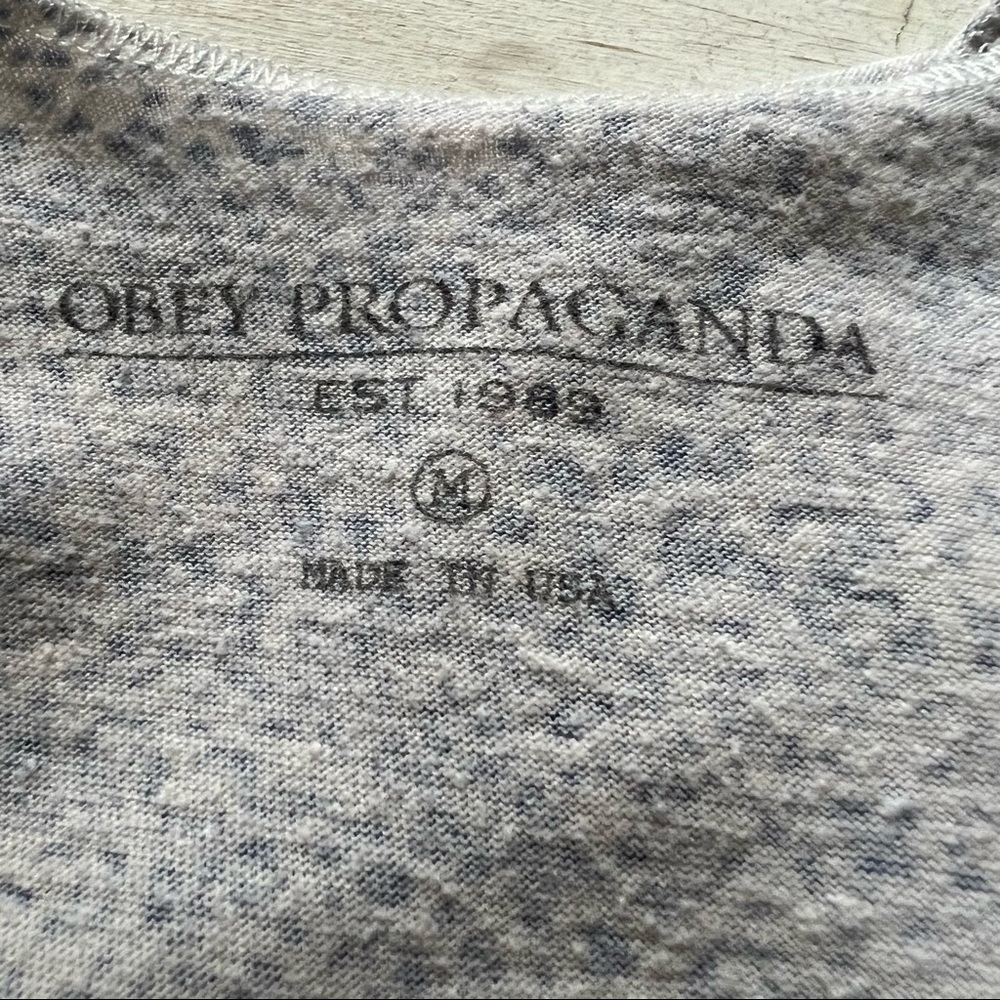 OBEY PROPAGANDA
EST. 1989
M
MADE IN USA